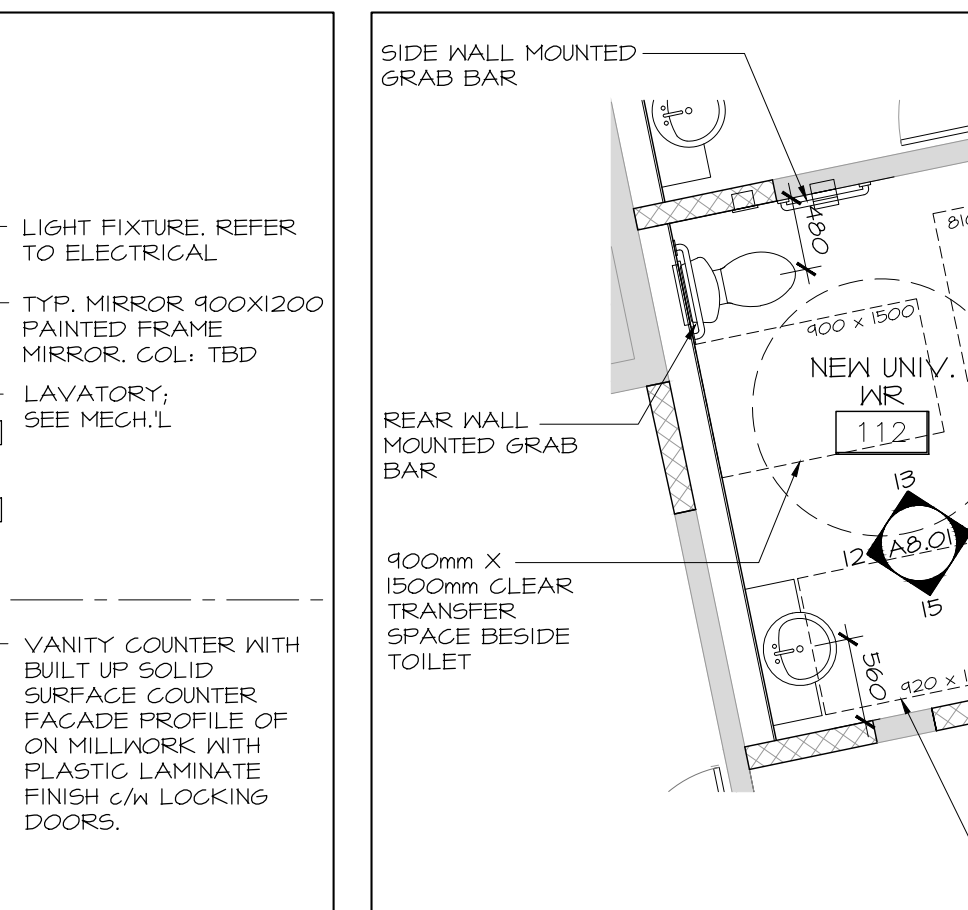 LIGHT FIXTURE. REFER
TO ELECTRICAL
TYP. MIRROR 900X1200
PAINTED FRAME
MIRROR. COL: TBD
LAVATORY;
SEE MECH.'L
VANITY COUNTER WITH
BUILT UP SOLID
SURFACE COUNTER
FACADE PROFILE OF
ON MILLWORK WITH
PLASTIC LAMINATE
FINISH c/w LOCKING
DOORS.
SIDE WALL MOUNTED
GRAB BAR
480
810
900 x 1500
NEW UNIV.
WR
112
REAR WALL
MOUNTED GRAB
BAR
13
12
A8.01
15
900mm X
1500mm CLEAR
TRANSFER
SPACE BESIDE
TOILET
560
920 x 1